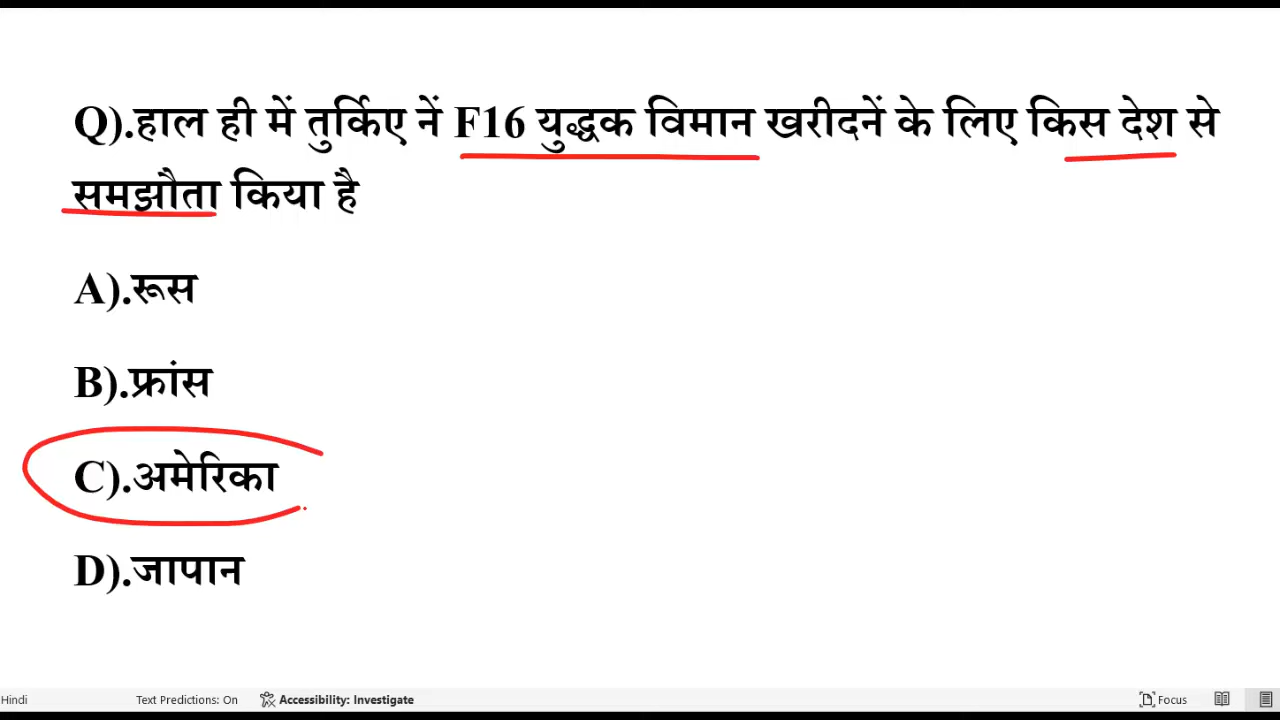 Q).हाल ही में तुर्किए नें F16 युद्धक विमान खरीदनें के लिए किस देश से
समझौता किया है
A).रूस
B).फ्रांस
C).अमेरिका
D).जापान
Hindi Text Predictions: On Accessibility: Investigate Focus